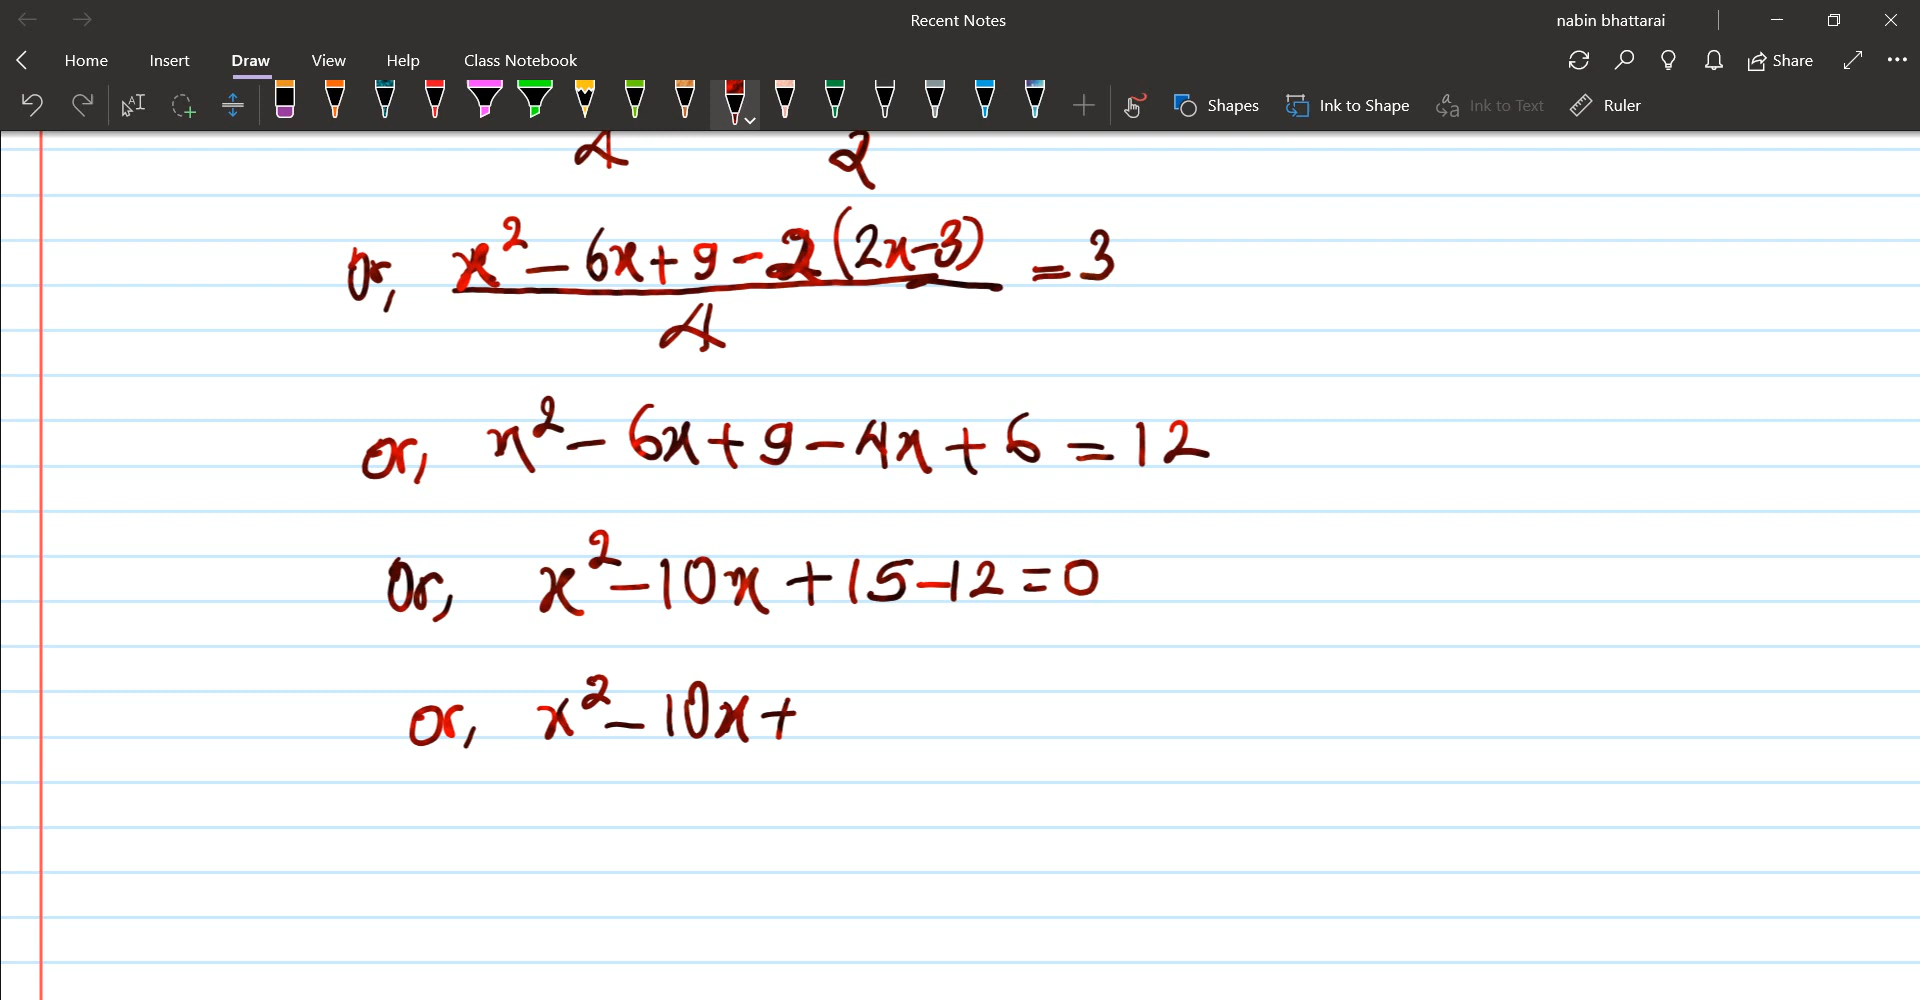 Recent Notes
nabin bhattarai
Home Insert Draw View Help Class Notebook
Share
Shapes Ink to Shape Ink to Text Ruler
4 2
Or, x² - 6x + 9 - 2(2x-3) = 3
4
or, x² - 6x + 9 - 4x + 6 = 12
Or, x² - 10x + 15 - 12 = 0
or, x² - 10x +